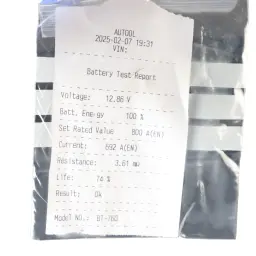 AUTOOL
2025-02-07 19:31
VIN:
Battery Test Report
Voltage: 12.86 V
Batt. Energy 100 %
Set Rated Value 800 A(EN)
Current: 692 A(EN)
Resistance: 3.61 mΩ
Life: 74 %
Result: Ok
Model NO.: BT-760